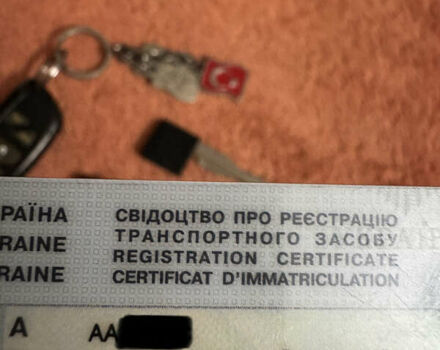 РАЇНА СВІДОЦТВО ПРО РЕЄСТРАЦІЮ
RAINE ТРАНСПОРТНОГО ЗАСОБУ
REGISTRATION CERTIFICATE
RAINE CERTIFICAT D'IMMATRICULATION
A AA